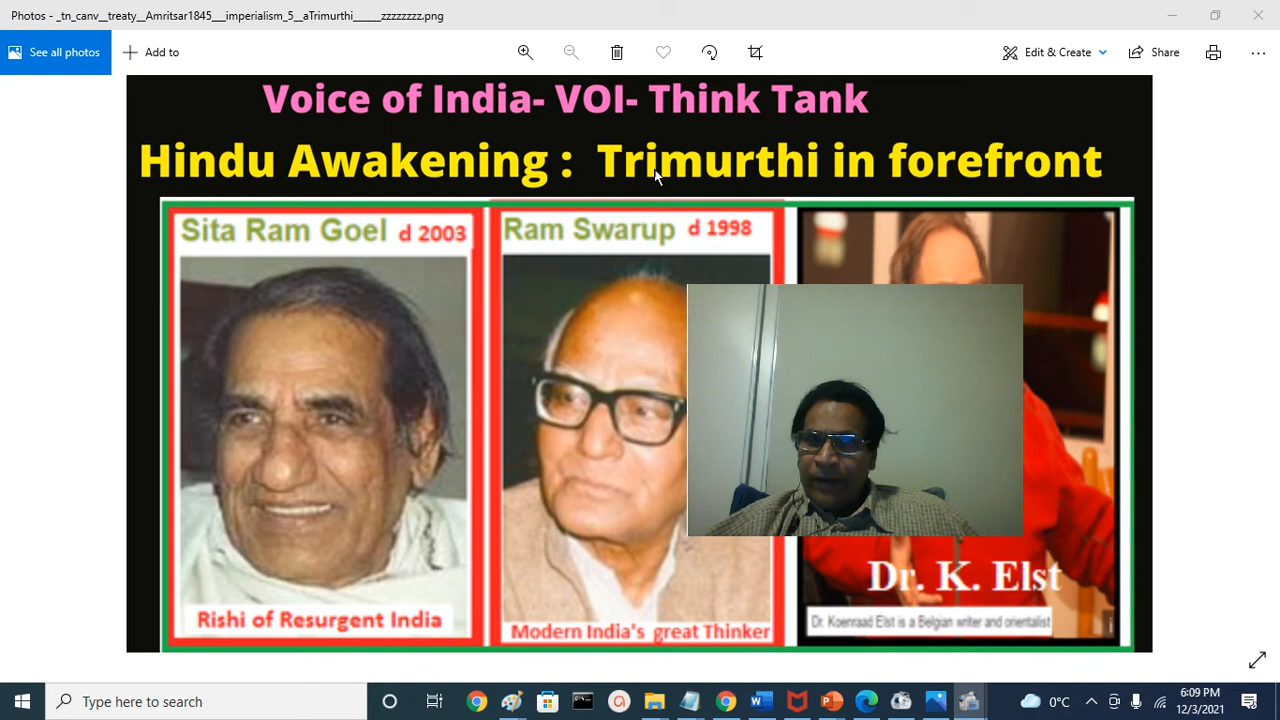 Photos - _tn_canv__treaty__Amritsar1845__imperialism_5__aTrimurthi______zzzzzzzz.png
See all photos
Add to
Edit & Create
Share
Voice of India- VOI- Think Tank
Hindu Awakening : Trimurthi in forefront
Sita Ram Goel d 2003
Ram Swarup d 1998
Rishi of Resurgent India
Modern India's great Thinker
Dr. K. Elst
Dr. Koenraad Elst is a Belgian writer and orientalist
Type here to search
0°C
6:09 PM
12/3/2021